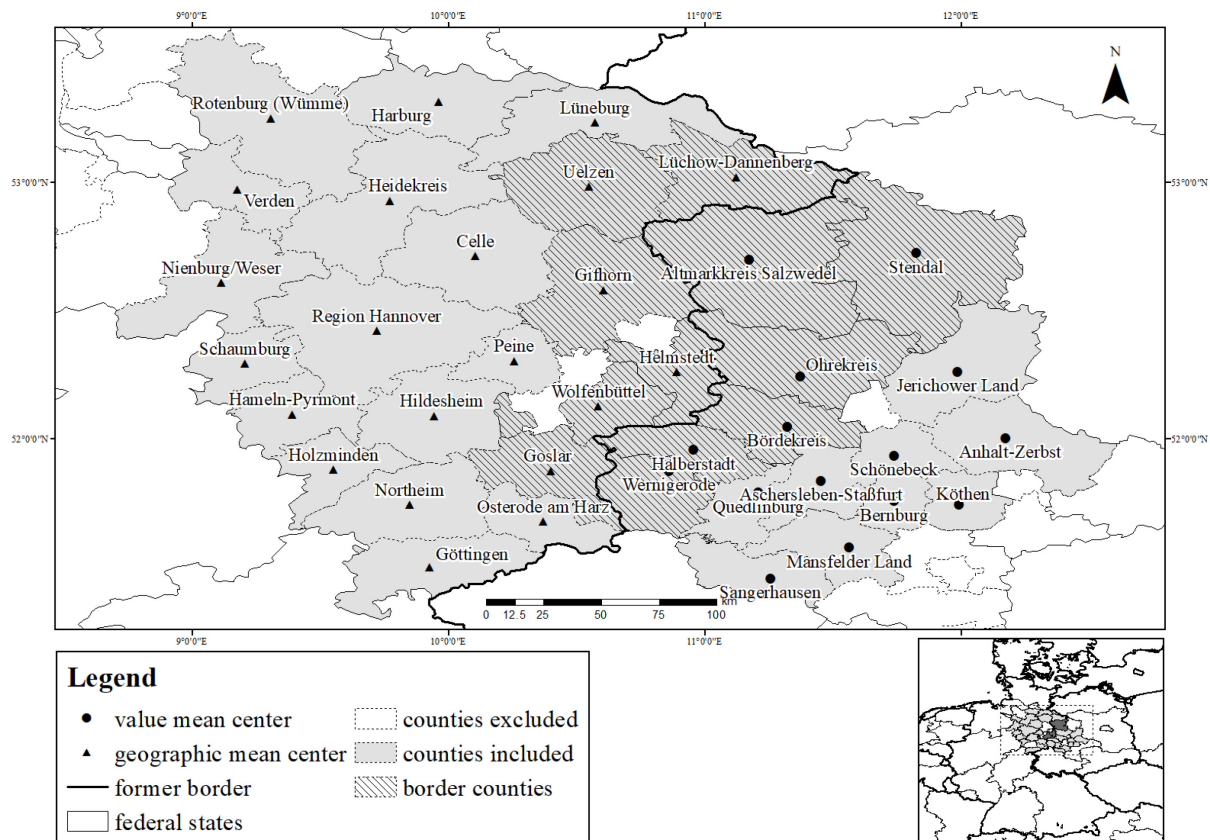 9°0'0"E 10°0'0"E 11°0'0"E 12°0'0"E
N
Rotenburg (Wümme)
Harburg
Lüneburg
Lüchow-Dannenberg
Uelzen
53°0'0"N
53°0'0"N
Heidekreis
Verden
Celle
Nienburg/Weser
Gifhorn
Altmarkkreis Salzwedel
Stendal
Region Hannover
Schaumburg
Peine
Helmstedt
Ohrekreis
Jerichower Land
Hameln-Pyrmont
Hildesheim
Wolfenbüttel
52°0'0"N
52°0'0"N
Bördekreis
Holzminden
Goslar
Halberstadt
Schönebeck
Anhalt-Zerbst
Wernigerode
Northeim
Aschersleben-Staßfurt
Köthen
Osterode am Harz
Quedlinburg
Bernburg
Göttingen
Mansfelder Land
Sangerhausen
km
0 12.5 25 50 75 100
9°0'0"E 10°0'0"E 11°0'0"E 12°0'0"E
Legend
value mean center
geographic mean center
former border
federal states
counties excluded
counties included
border counties